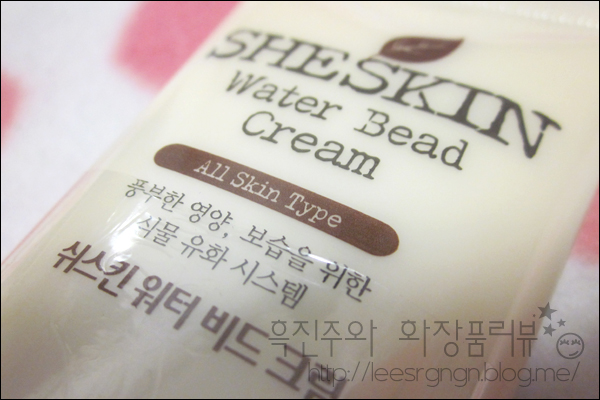 SHESKIN
Water Bead
Cream
All Skin Type
풍부한 영양, 보습을 위한
식물 유화 시스템
쉬스킨 워터 비드 크림
흑진주와 화장품리뷰
http://leesrgngn.blog.me/